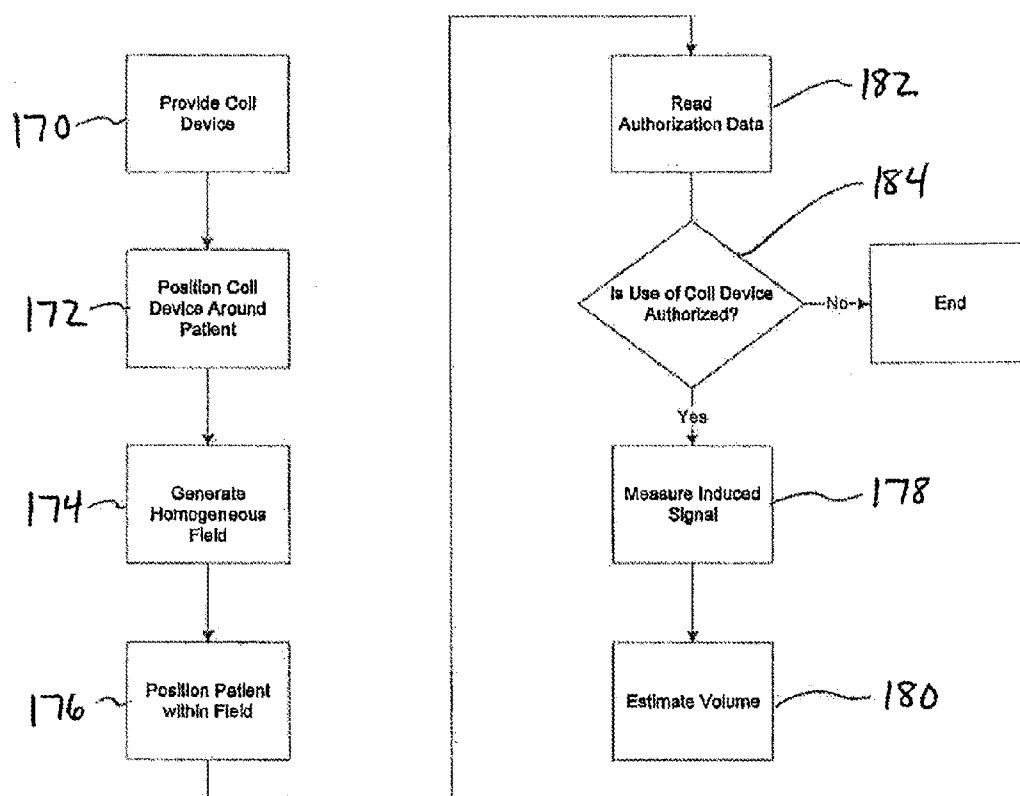 170
Provide Coil
Device
172
Position Coil
Device Around
Patient
174
Generate
Homogeneous
Field
176
Position Patient
within Field
182
Read
Authorization Data
184
Is Use of Coil Device
Authorized?
No
End
Yes
178
Measure Induced
Signal
180
Estimate Volume